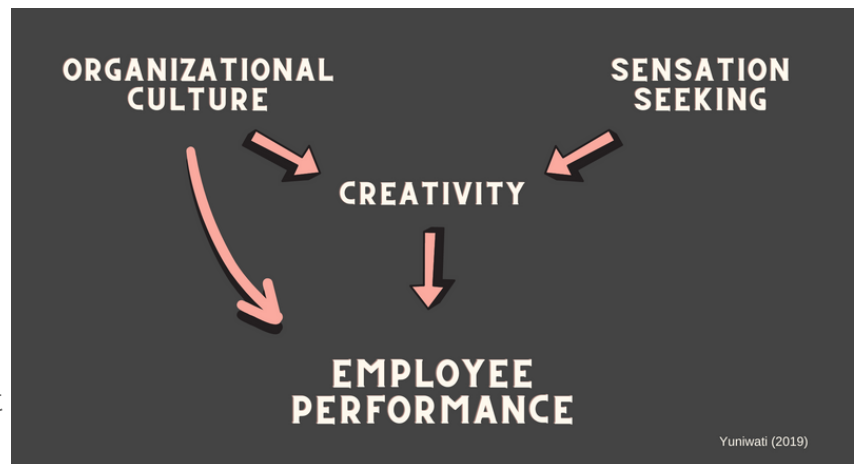 ORGANIZATIONAL
CULTURE
SENSATION
SEEKING
CREATIVITY
EMPLOYEE
PERFORMANCE
Yuniwati (2019)